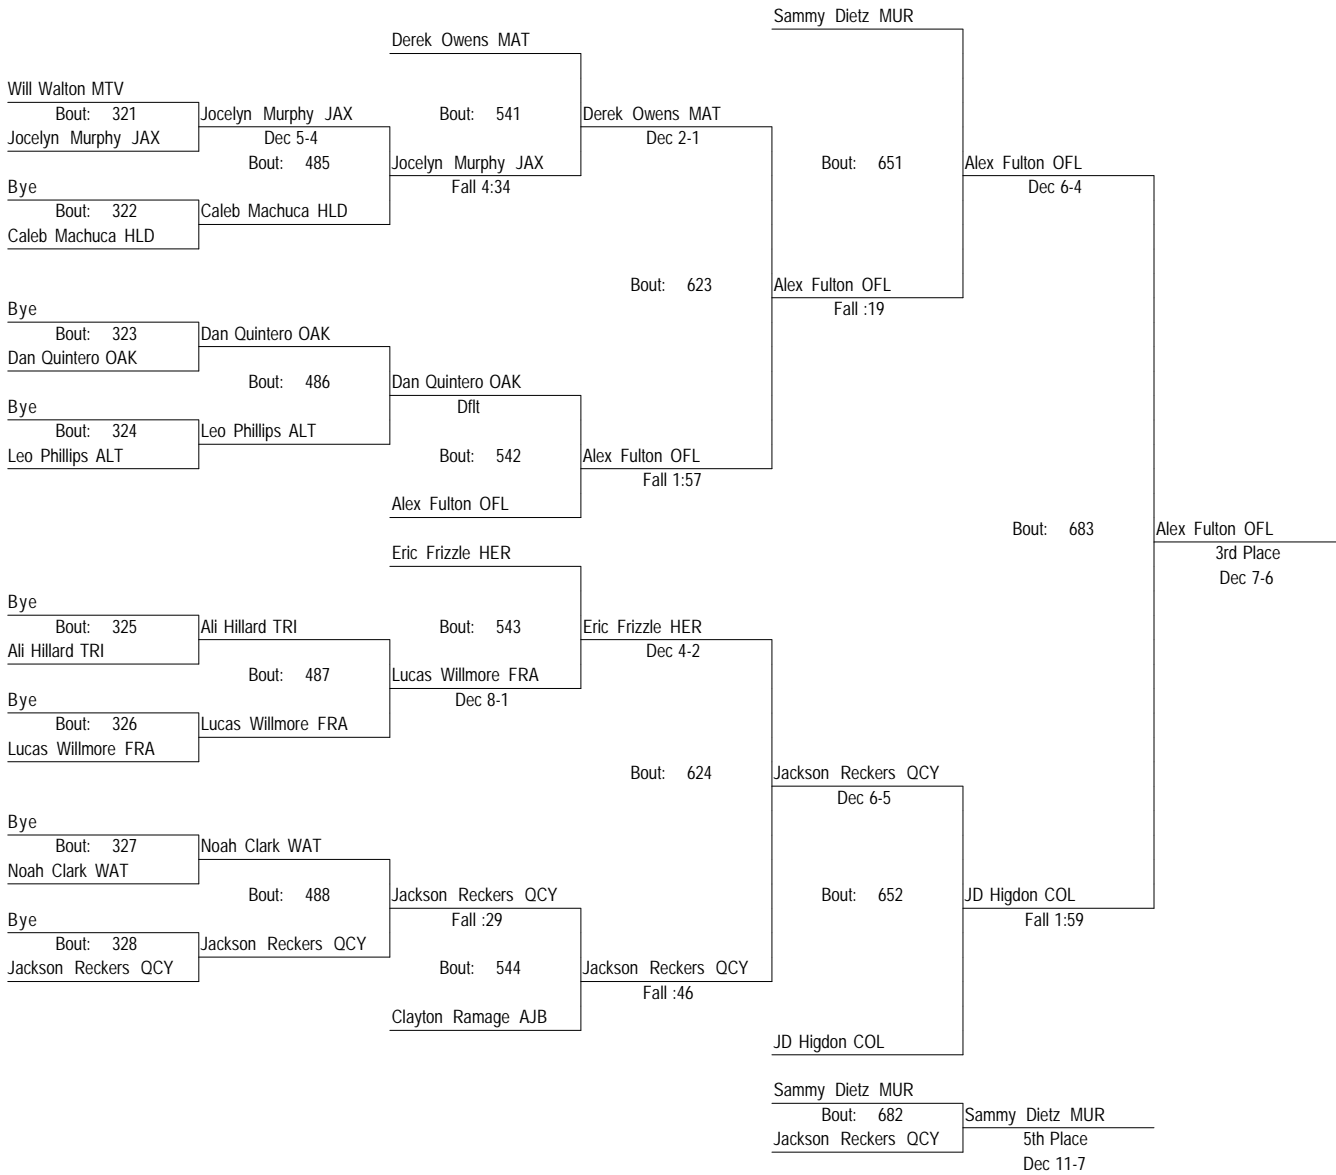 Sammy Dietz MUR
Derek Owens MAT
Will Walton MTV
Bout: 321
Jocelyn Murphy JAX
Bout: 541
Derek Owens MAT
Jocelyn Murphy JAX
Dec 5-4
Dec 2-1
Bout: 485
Jocelyn Murphy JAX
Bout: 651
Alex Fulton OFL
Bye
Fall 4:34
Dec 6-4
Bout: 322
Caleb Machuca HLD
Caleb Machuca HLD
Bout: 623
Alex Fulton OFL
Bye
Fall :19
Bout: 323
Dan Quintero OAK
Dan Quintero OAK
Bout: 486
Dan Quintero OAK
Bye
Dflt
Bout: 324
Leo Phillips ALT
Leo Phillips ALT
Bout: 542
Alex Fulton OFL
Fall 1:57
Alex Fulton OFL
Bout: 683
Alex Fulton OFL
Eric Frizzle HER
3rd Place
Dec 7-6
Bye
Bout: 325
Ali Hillard TRI
Bout: 543
Eric Frizzle HER
Ali Hillard TRI
Dec 4-2
Bout: 487
Lucas Willmore FRA
Bye
Dec 8-1
Bout: 326
Lucas Willmore FRA
Lucas Willmore FRA
Bout: 624
Jackson Reckers QCY
Dec 6-5
Bye
Bout: 327
Noah Clark WAT
Noah Clark WAT
Bout: 488
Jackson Reckers QCY
Bout: 652
JD Higdon COL
Bye
Fall :29
Fall 1:59
Bout: 328
Jackson Reckers QCY
Jackson Reckers QCY
Bout: 544
Jackson Reckers QCY
Fall :46
Clayton Ramage AJB
JD Higdon COL
Sammy Dietz MUR
Bout: 682
Sammy Dietz MUR
Jackson Reckers QCY
5th Place
Dec 11-7